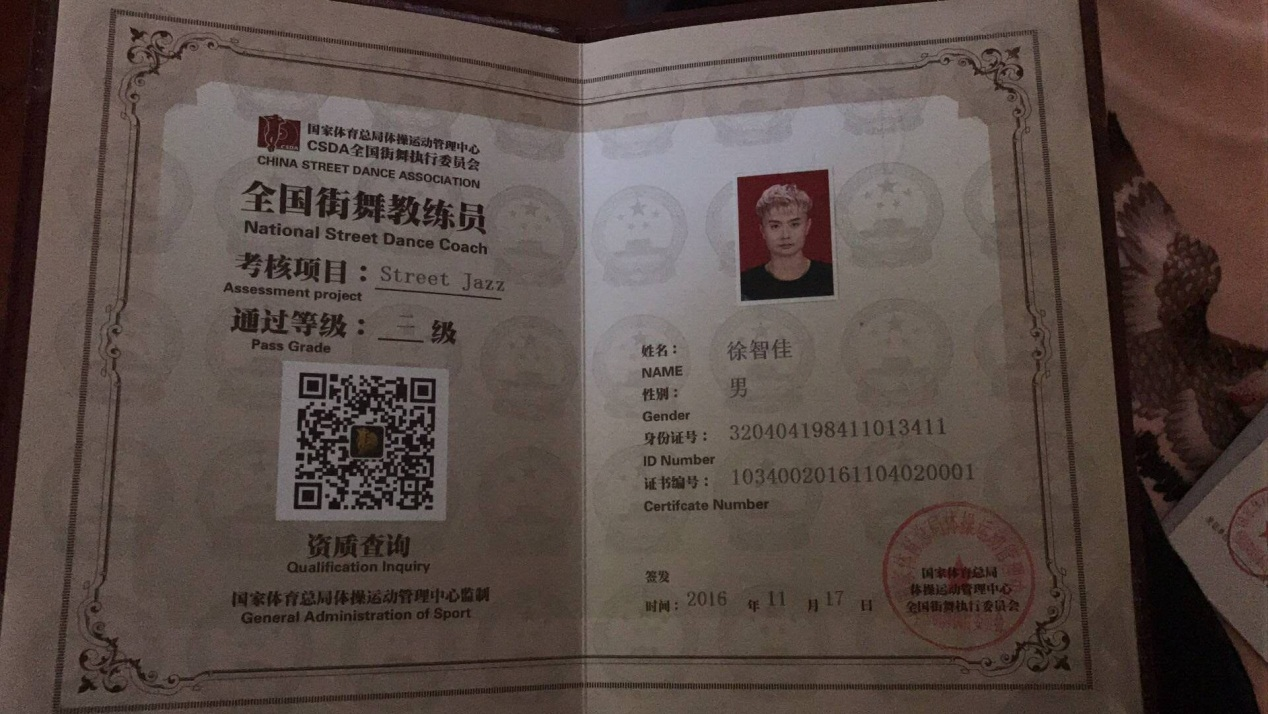 国家体育总局体操运动管理中心
CSDA全国街舞执行委员会
CHINA STREET DANCE ASSOCIATION
全国街舞教练员
National Street Dance Coach
考核项目：Street Jazz
Assessment project
通过等级：三 级
Pass Grade
资质查询
Qualification Inquiry
国家体育总局体操运动管理中心监制
General Administration of Sport
姓名： 徐智佳
NAME
性别： 男
Gender
身份证号： 320404198411013411
ID Number
证书编号： 10340020161104020001
Certifcate Number
签发
时间： 2016 年 11 月 17 日
国家体育总局
体操运动管理中心
全国街舞执行委员会